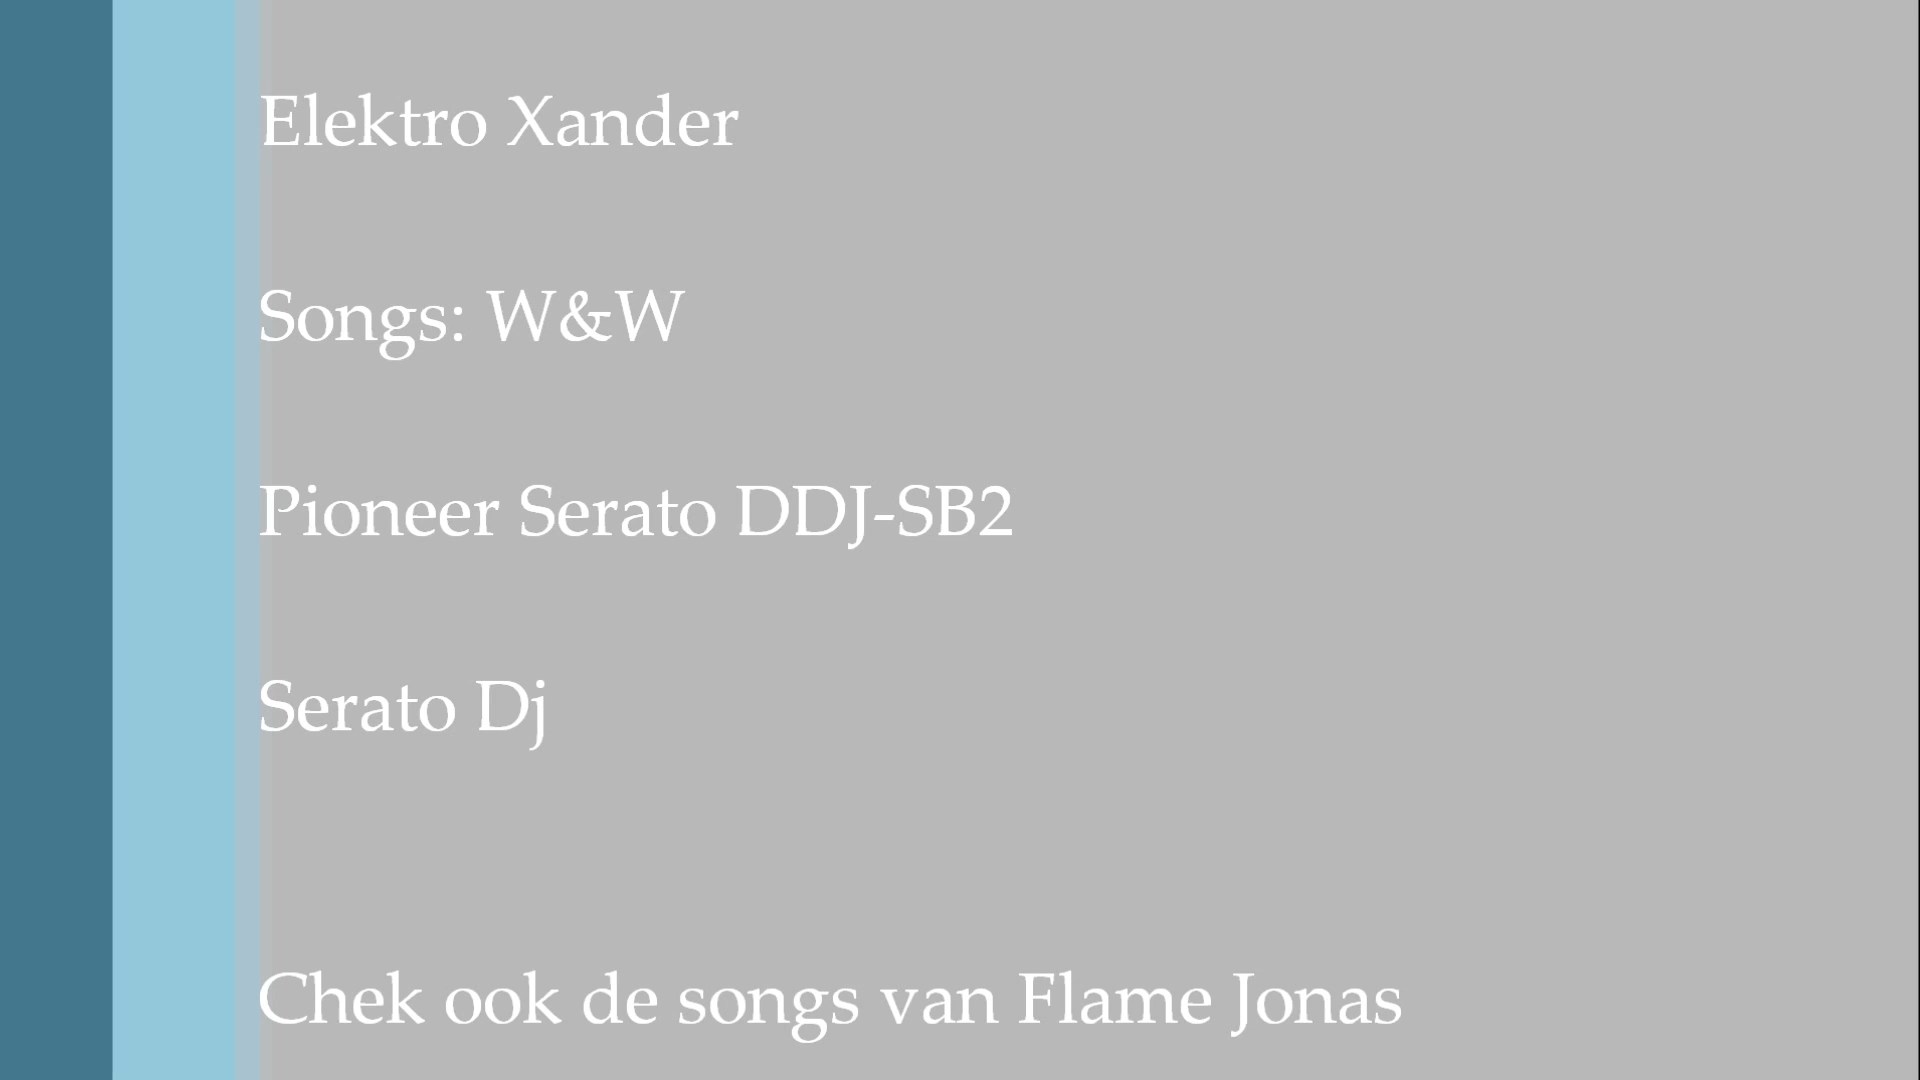 Elektro Xander
Songs: W&W
Pioneer Serato DDJ-SB2
Serato Dj
Chek ook de songs van Flame Jonas